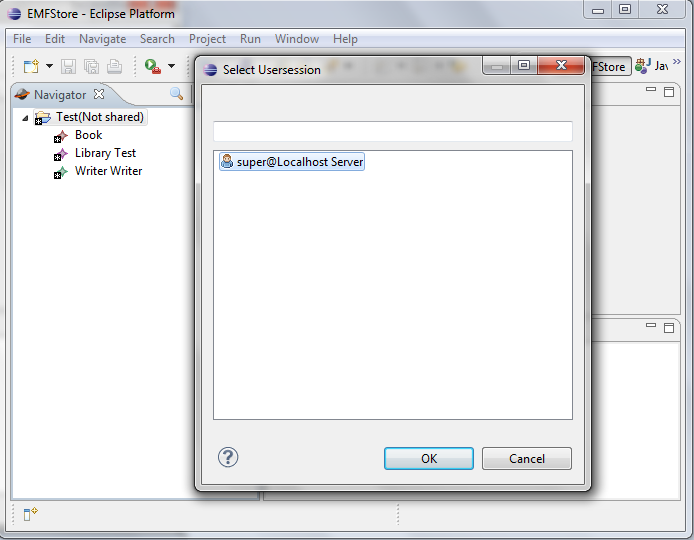 EMFStore - Eclipse Platform
File Edit Navigate Search Project Run Window Help
Select Usersession
FStore
Jav
Navigator
Test(Not shared)
Book
Library Test
Writer Writer
super@Localhost Server
OK
Cancel